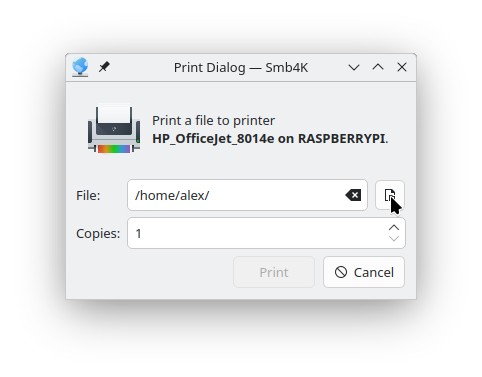 Print Dialog — Smb4K
Print a file to printer
HP_OfficeJet_8014e on RASPBERRYPI.
File: /home/alex/
Copies: 1
Print Cancel